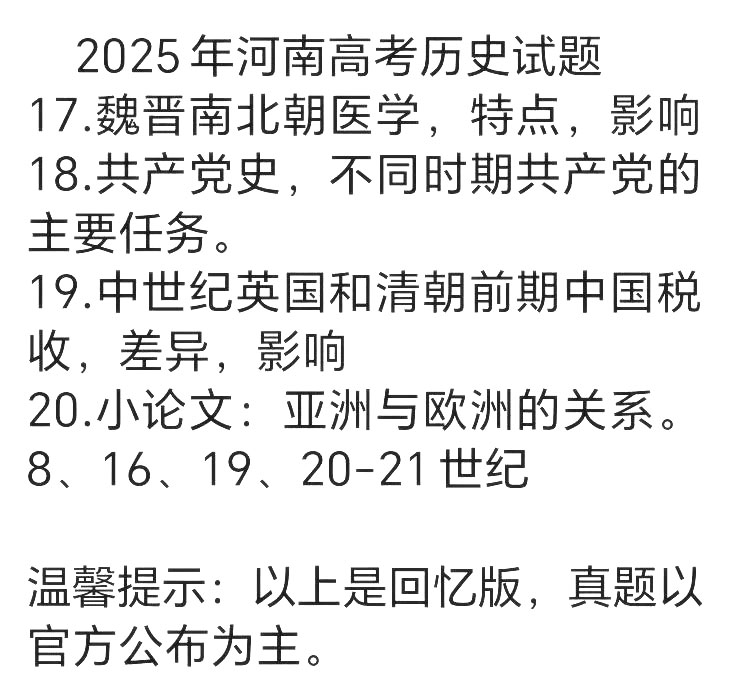 2025年河南高考历史试题
17.魏晋南北朝医学，特点，影响
18.共产党史，不同时期共产党的
主要任务。
19.中世纪英国和清朝前期中国税
收，差异，影响
20.小论文：亚洲与欧洲的关系。
8、16、19、20-21世纪
温馨提示：以上是回忆版，真题以
官方公布为主。